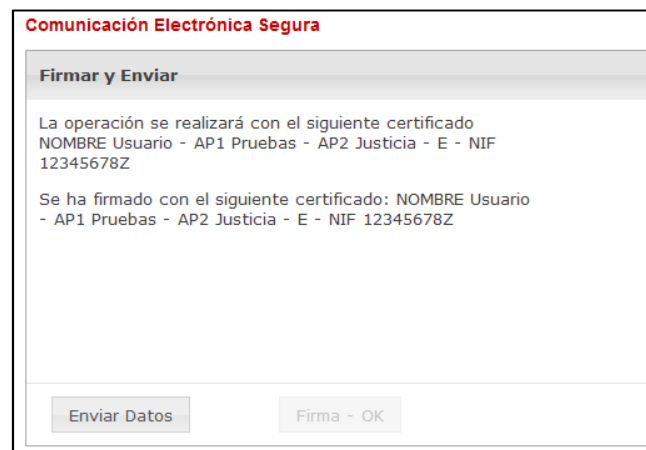 Comunicación Electrónica Segura
Firmar y Enviar
La operación se realizará con el siguiente certificado
NOMBRE Usuario - AP1 Pruebas - AP2 Justicia - E - NIF
12345678Z
Se ha firmado con el siguiente certificado: NOMBRE Usuario
- AP1 Pruebas - AP2 Justicia - E - NIF 12345678Z
Enviar Datos
Firma - OK